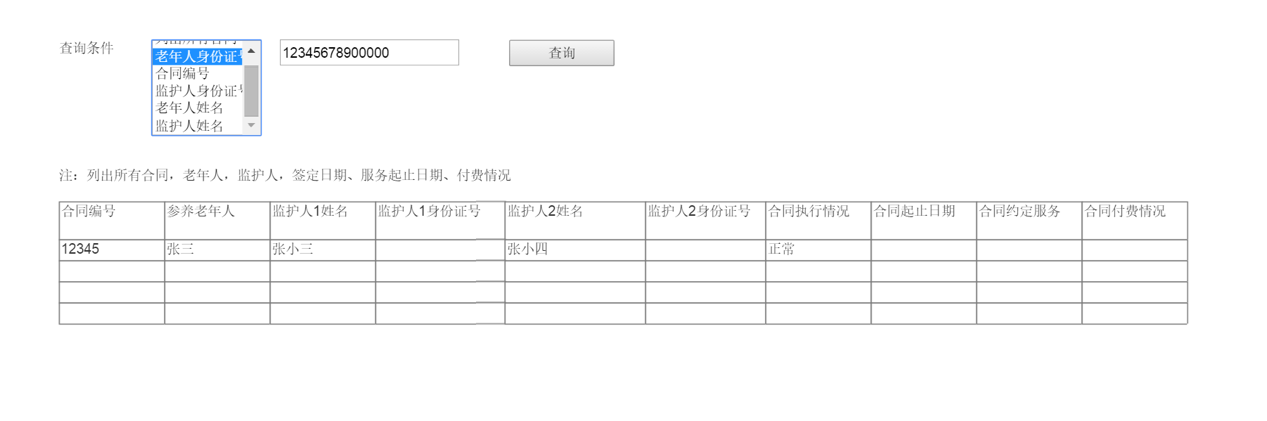 查询条件
老年人身份证号
合同编号
监护人身份证号
老年人姓名
监护人姓名
12345678900000
查询
注：列出所有合同，老年人，监护人，签定日期、服务起止日期、付费情况
合同编号 参养老年人 监护人1姓名 监护人1身份证号 监护人2姓名 监护人2身份证号 合同执行情况 合同起止日期 合同约定服务 合同付费情况
12345 张三 张小三 张小四 正常